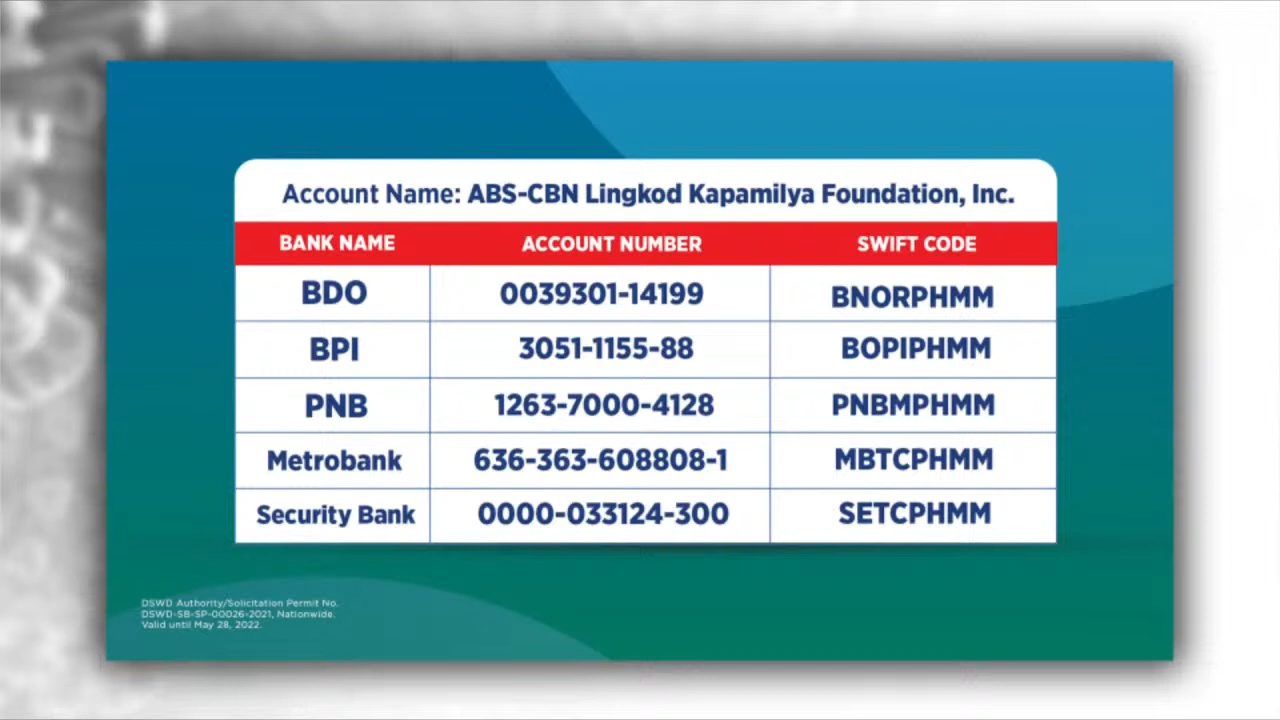 Account Name: ABS-CBN Lingkod Kapamilya Foundation, Inc.
BANK NAME ACCOUNT NUMBER SWIFT CODE
BDO 0039301-14199 BNORPHMM
BPI 3051-1155-88 BOPIPHMM
PNB 1263-7000-4128 PNBMPHMM
Metrobank 636-363-608808-1 MBTCPHMM
Security Bank 0000-033124-300 SETCPHMM
DSWD Authority/Solicitation Permit No.
DSWD-SB-SP-00026-2021, Nationwide.
Valid until May 28, 2022.